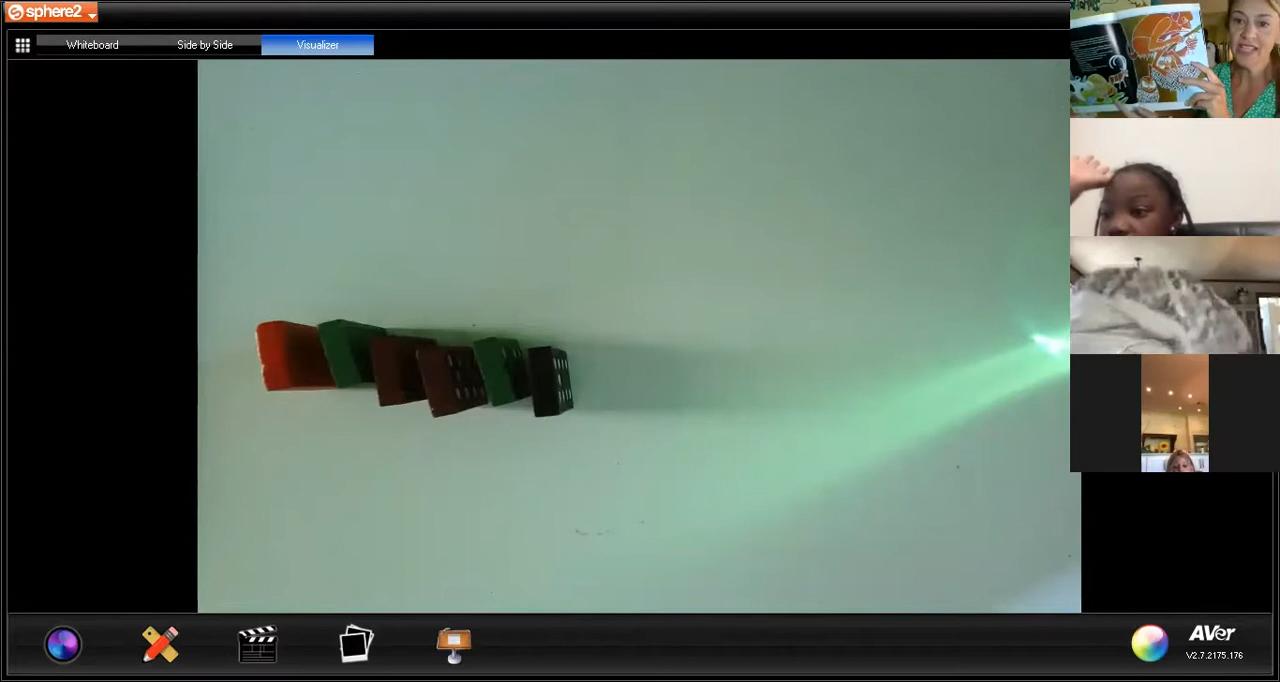 sphere2
Whiteboard
Side by Side
Visualizer
AVer
V2.7.2175.176